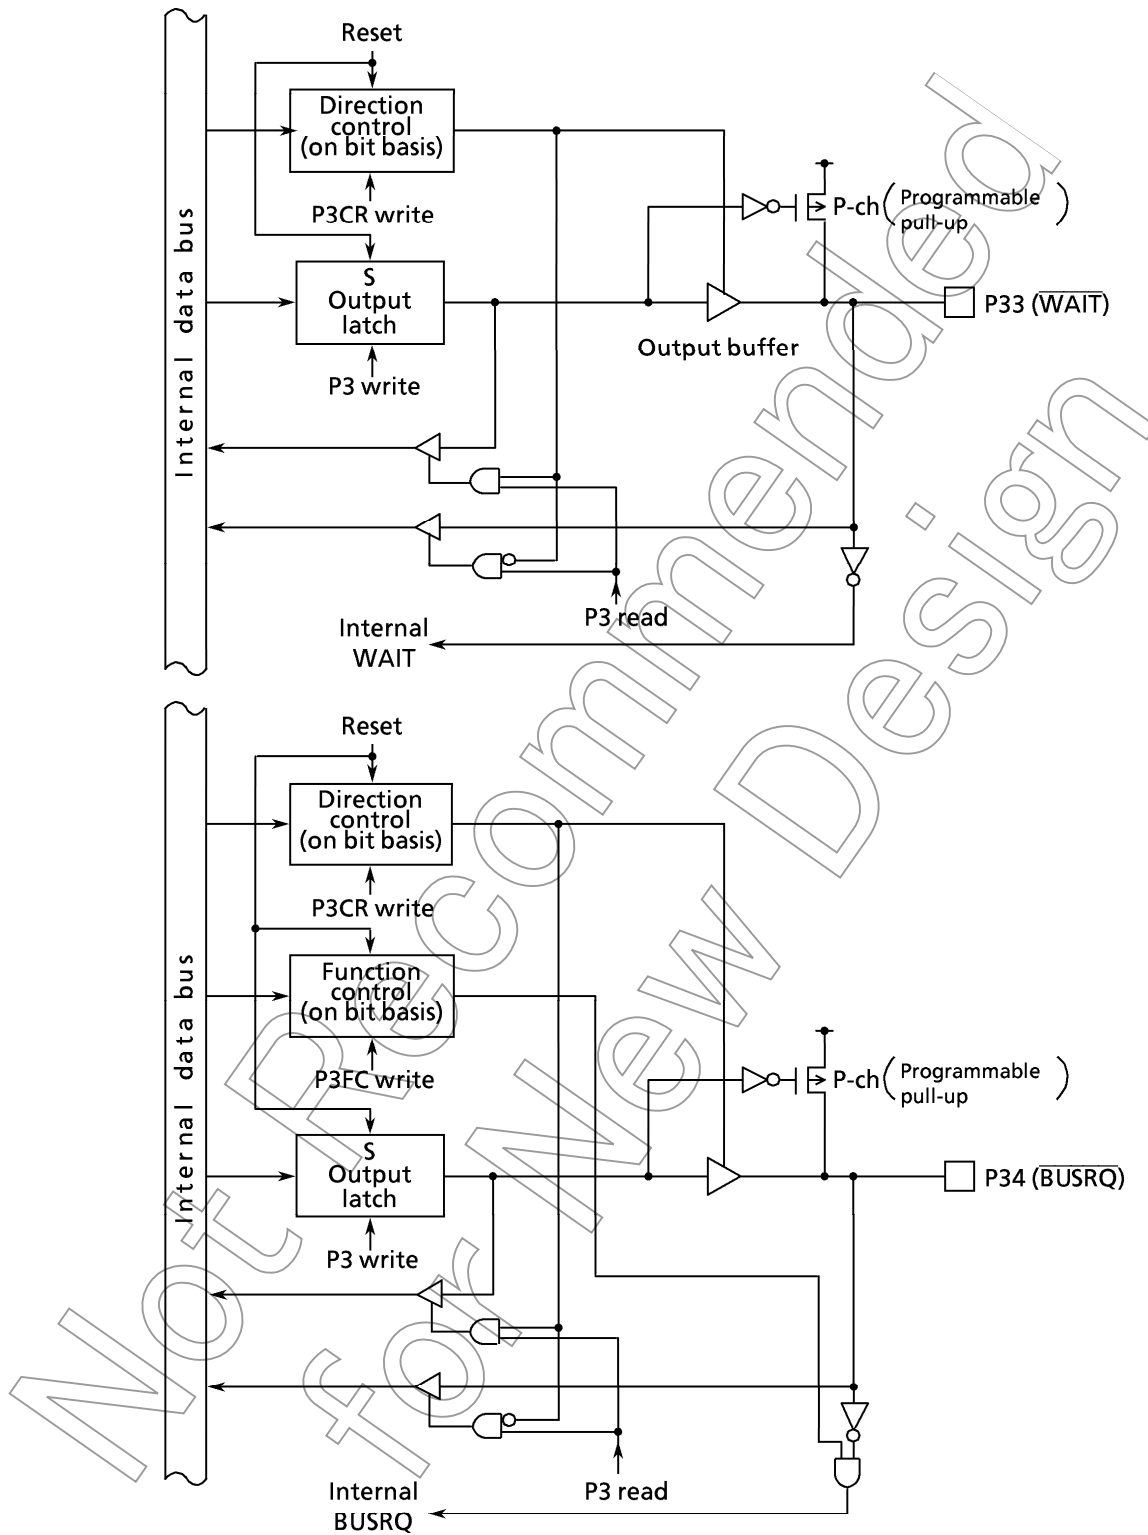 Reset
Direction
control
(on bit basis)
P3CR write
S
Output
latch
P3 write
Internal data bus
P-ch (Programmable
pull-up)
P33 (WAIT)
Output buffer
P3 read
Internal
WAIT
Reset
Direction
control
(on bit basis)
P3CR write
Function
control
(on bit basis)
P3FC write
S
Output
latch
P3 write
Internal data bus
P-ch (Programmable
pull-up)
P34 (BUSRQ)
P3 read
Internal
BUSRQ
Not Recommended
for New Design